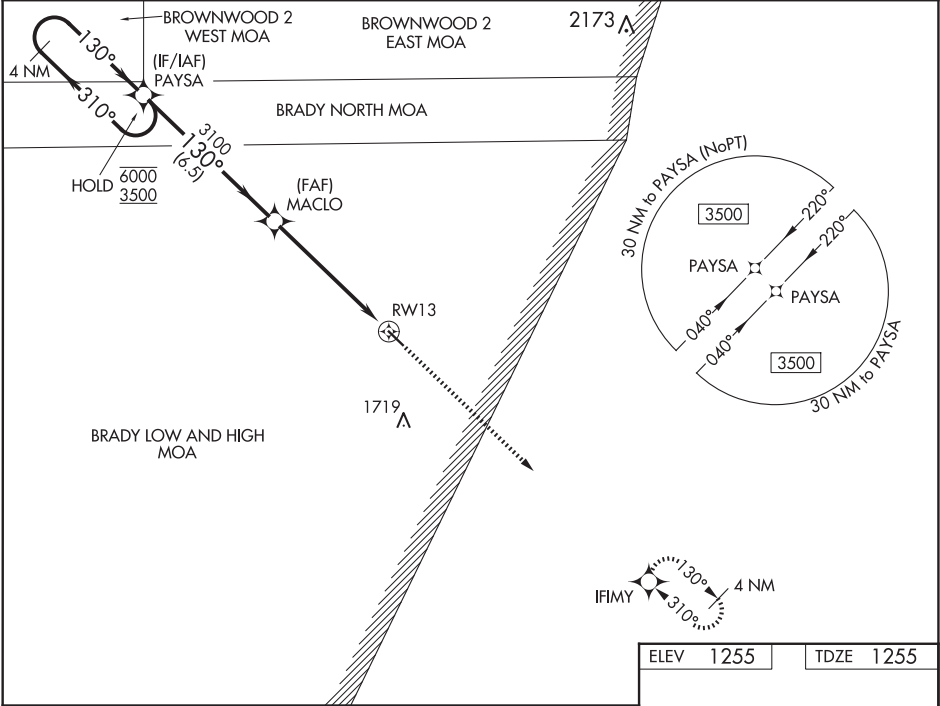 BROWNWOOD 2
WEST MOA
BROWNWOOD 2
EAST MOA
2173
130°
(IF/IAF)
PAYSA
4 NM
310°
BRADY NORTH MOA
3100
130°
(6.5)
HOLD
6000
3500
(FAF)
MACLO
30 NM to PAYSA (NoPT)
3500
220°
220°
PAYSA
PAYSA
040°
040°
3500
30 NM to PAYSA
RW13
1719
BRADY LOW AND HIGH
MOA
IFIMY
130°
310°
4 NM
ELEV 1255
TDZE 1255